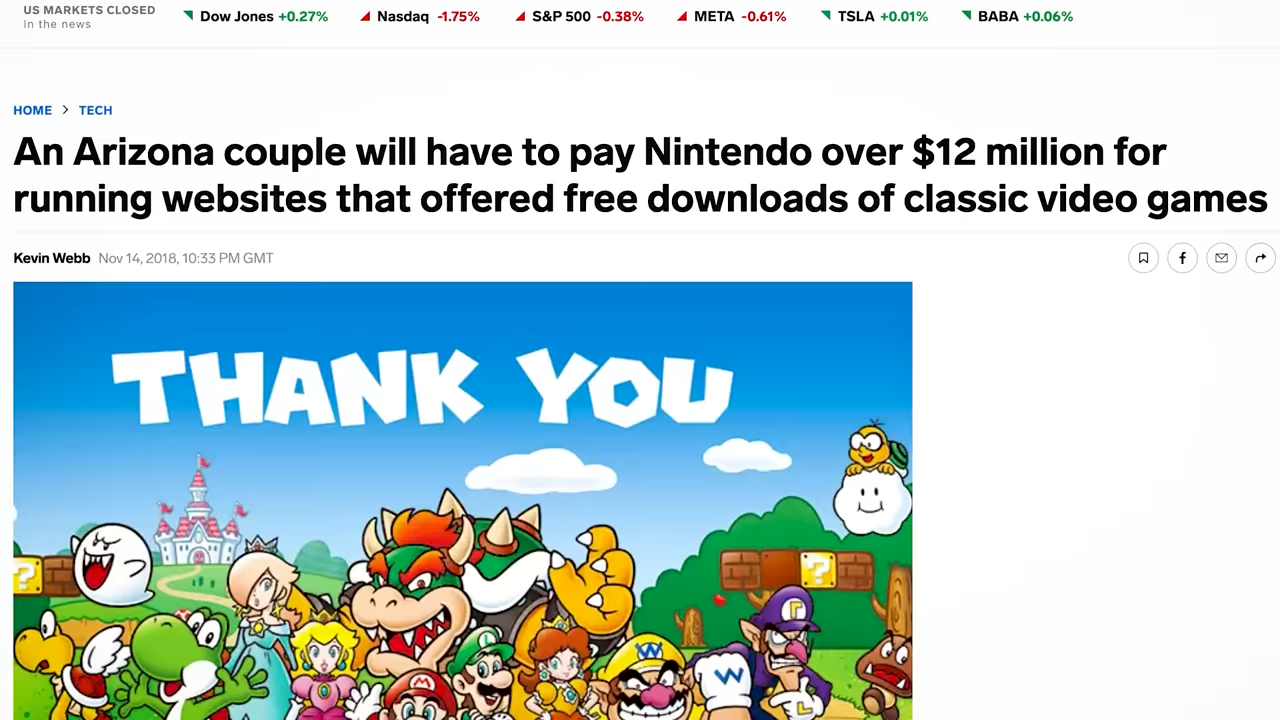 US MARKETS CLOSED
In the news
Dow Jones +0.27% Nasdaq -1.75% S&P 500 -0.38% META -0.61% TSLA +0.01% BABA +0.06%
HOME > TECH
An Arizona couple will have to pay Nintendo over $12 million for
running websites that offered free downloads of classic video games
Kevin Webb Nov 14, 2018, 10:33 PM GMT
THANK YOU
?
?
W
W
M